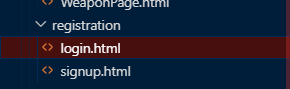 WeaponPage.html
registration
<> login.html
<> signup.html